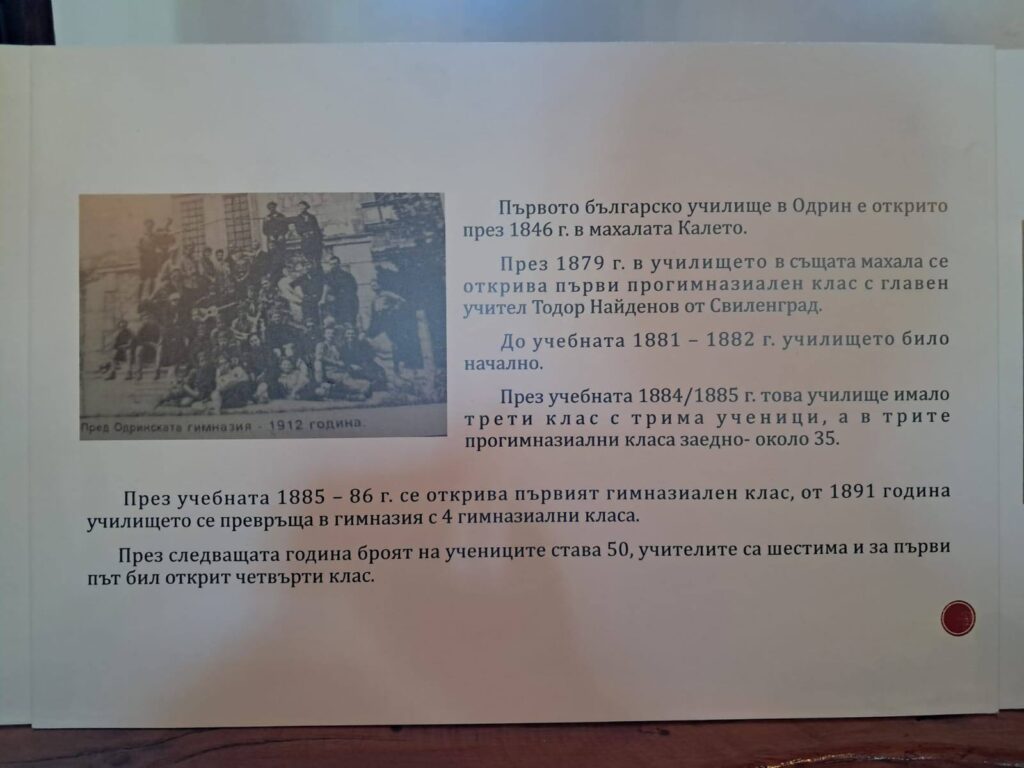 Първото българско училище в Одрин е открито
през 1846 г. в махалата Калето.
През 1879 г. в училището в същата махала се
открива първи прогимназиален клас с главен
учител Тодор Найденов от Свиленград.
До учебната 1881 – 1882 г. училището било
начално.
През учебната 1884/1885 г. това училище имало
трети клас с трима ученици, а в трите
прогимназиални класа заедно- около 35.
Пред Одринската гимназия - 1912 година.
През учебната 1885 – 86 г. се открива първият гимназиален клас, от 1891 година
училището се превръща в гимназия с 4 гимназиални класа.
През следващата година броят на учениците става 50, учителите са шестима и за първи
път бил открит четвърти клас.